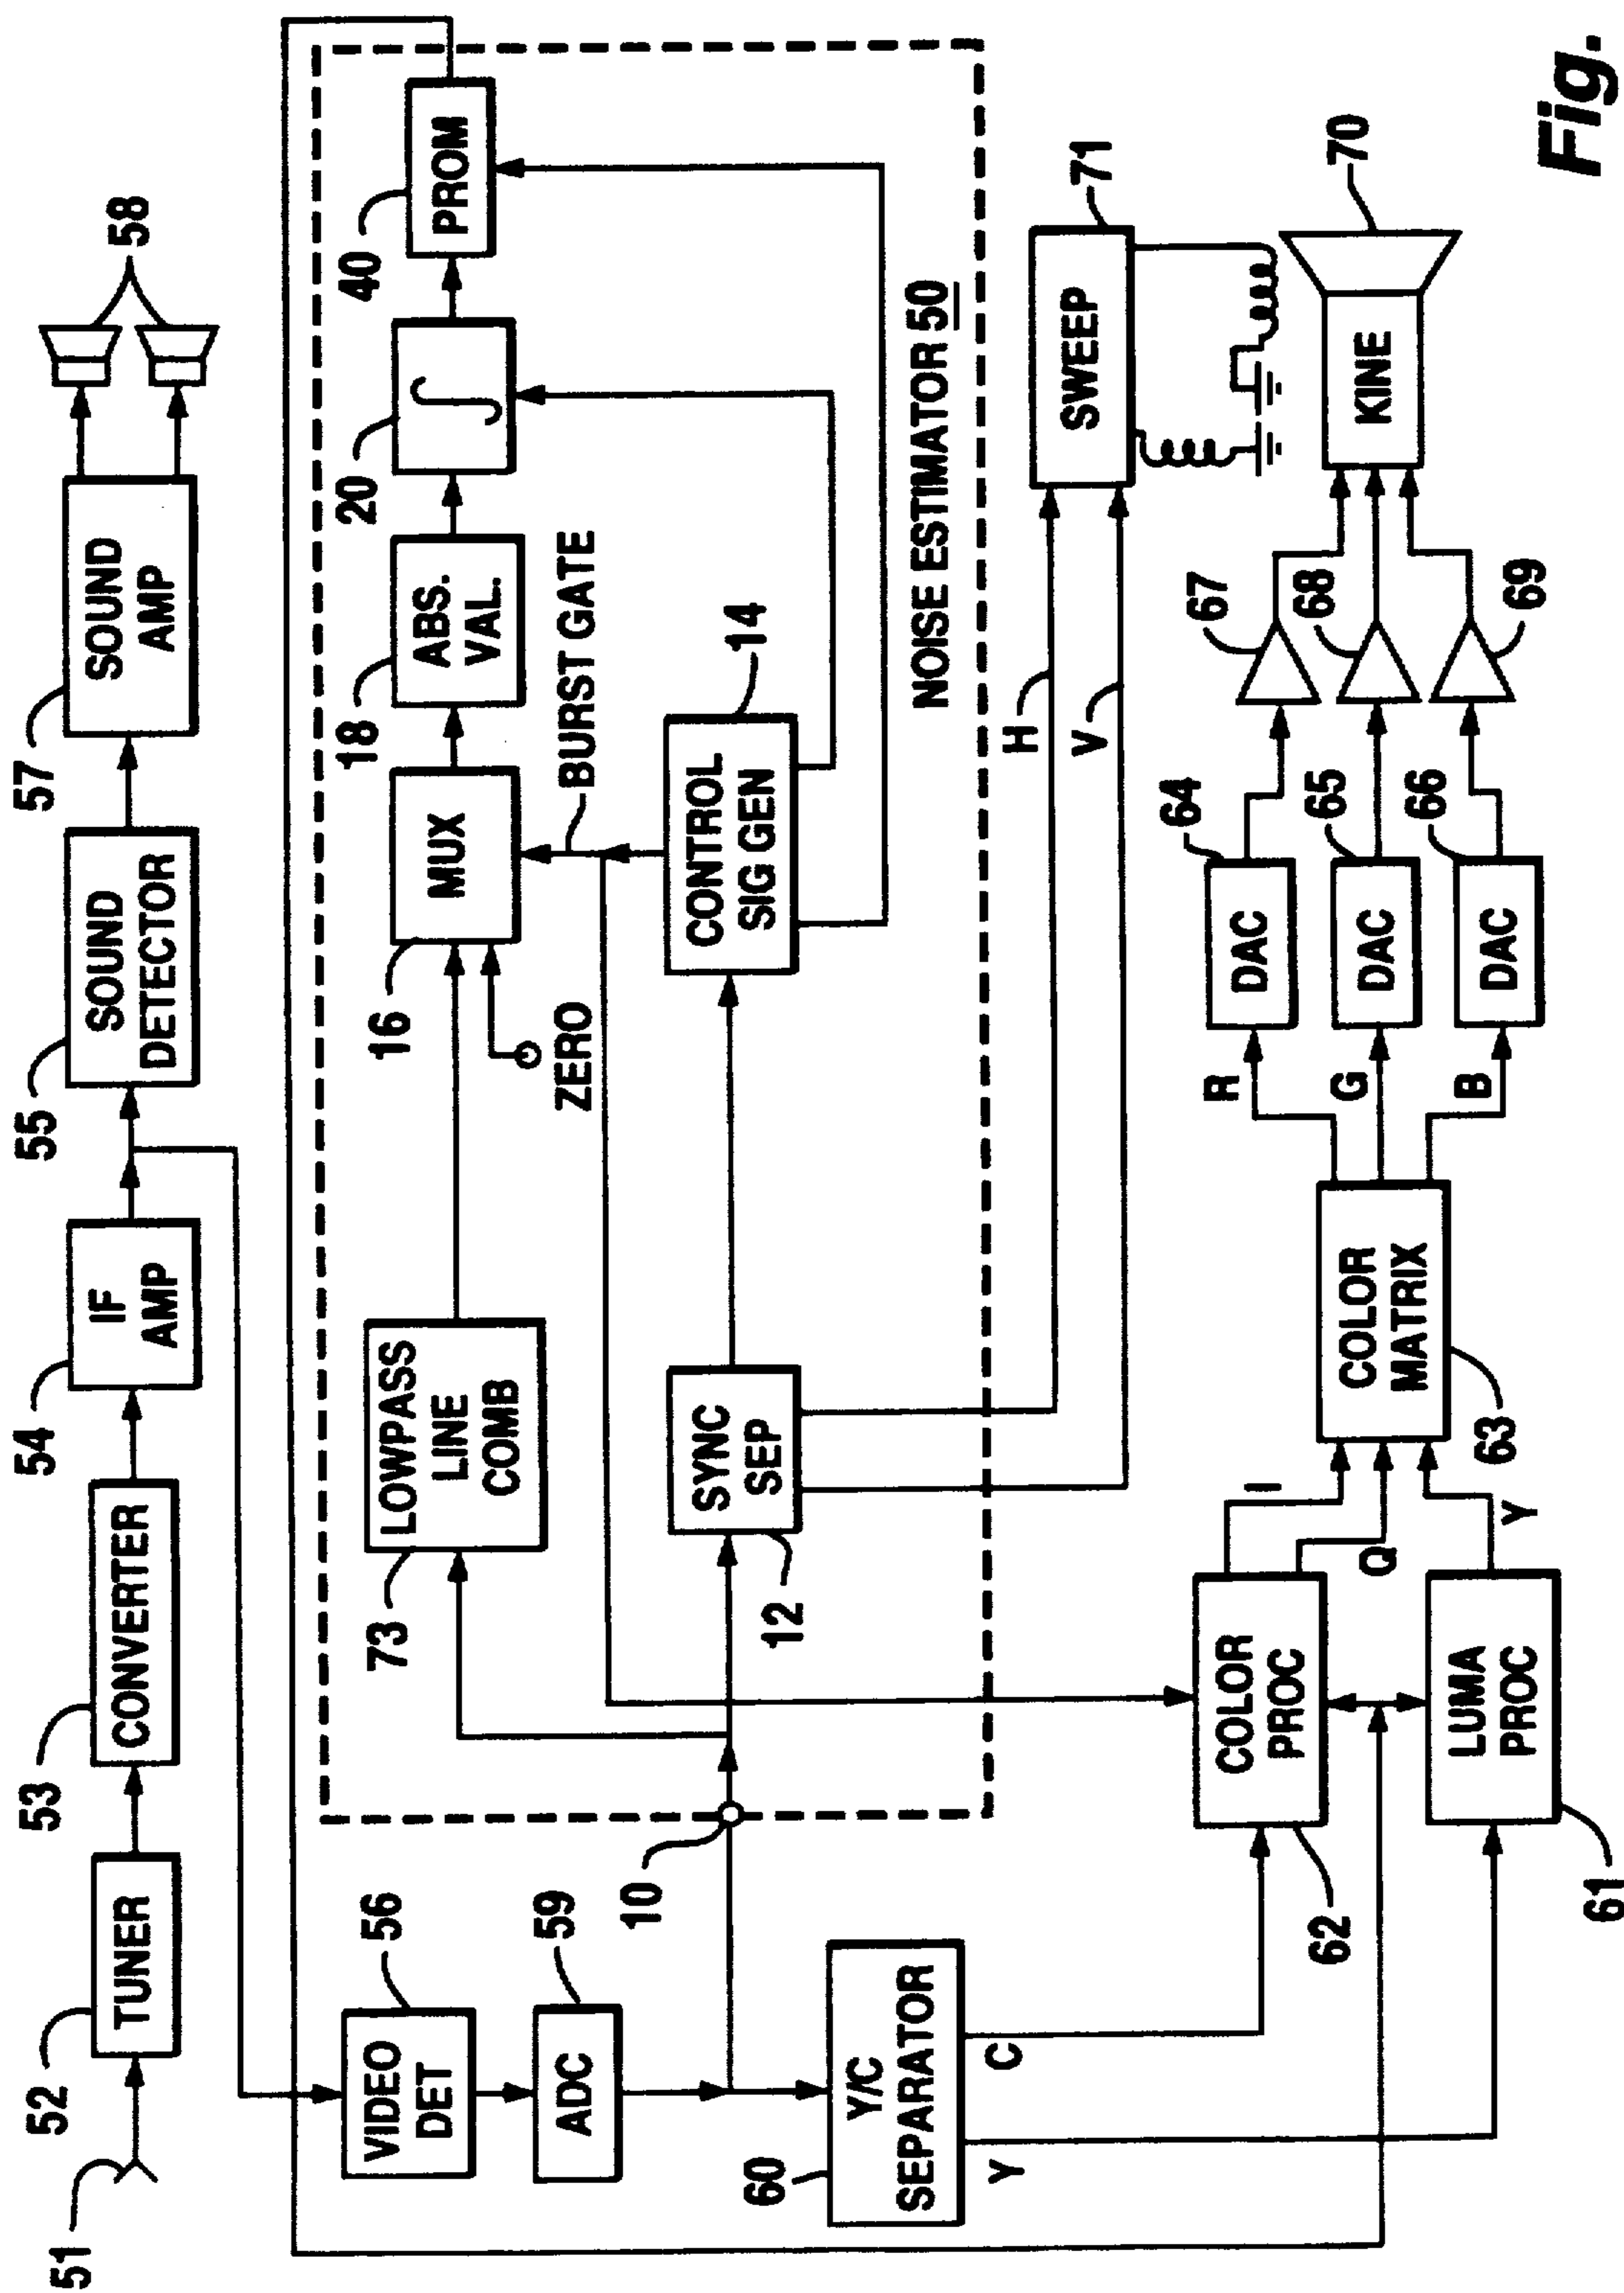 51
52
TUNER
53
CONVERTER
54
IF
AMP
55
SOUND
DETECTOR
57
SOUND
AMP
58
VIDEO
DET
56
ADC
59
10
73
LOWPASS
LINE
COMB
16
MUX
ZERO
BURST GATE
18
ABS.
VAL.
20
∫
40
PROM
SYNC
SEP
12
CONTROL
SIG GEN
14
NOISE ESTIMATOR 50
60
Y/C
SEPARATOR
C
Y
H
V
SWEEP
71
COLOR
PROC
62
LUMA
PROC
61
I
Q
Y
COLOR
MATRIX
63
R
G
B
64
DAC
65
DAC
66
DAC
67
68
69
KINE
70
Fig.